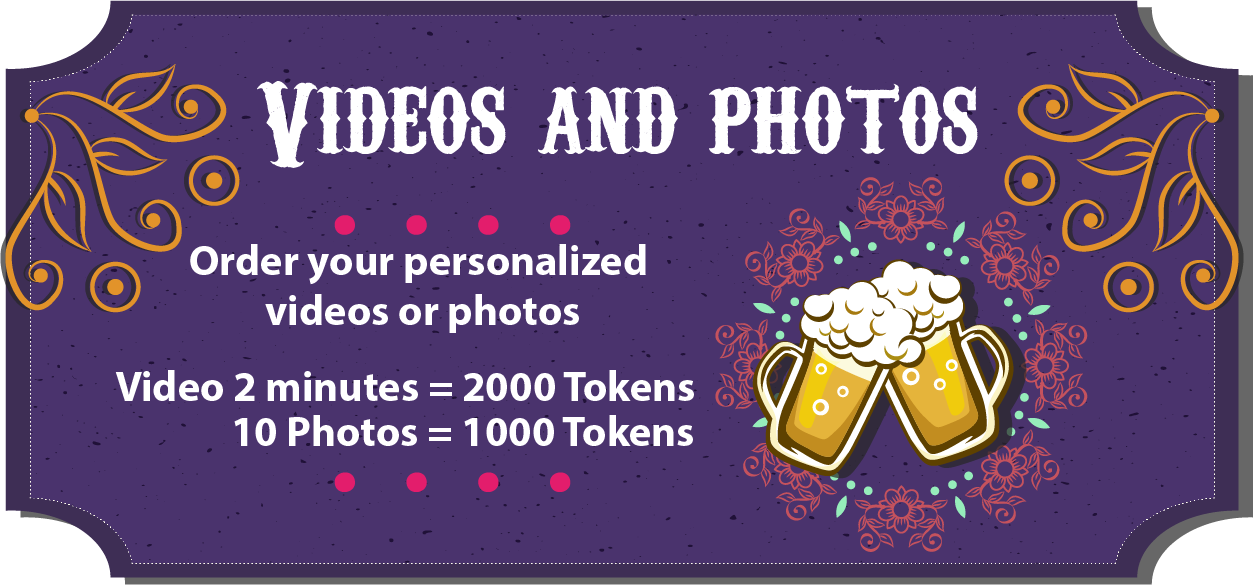 Videos and photos
Order your personalized
videos or photos
Video 2 minutes = 2000 Tokens
10 Photos = 1000 Tokens